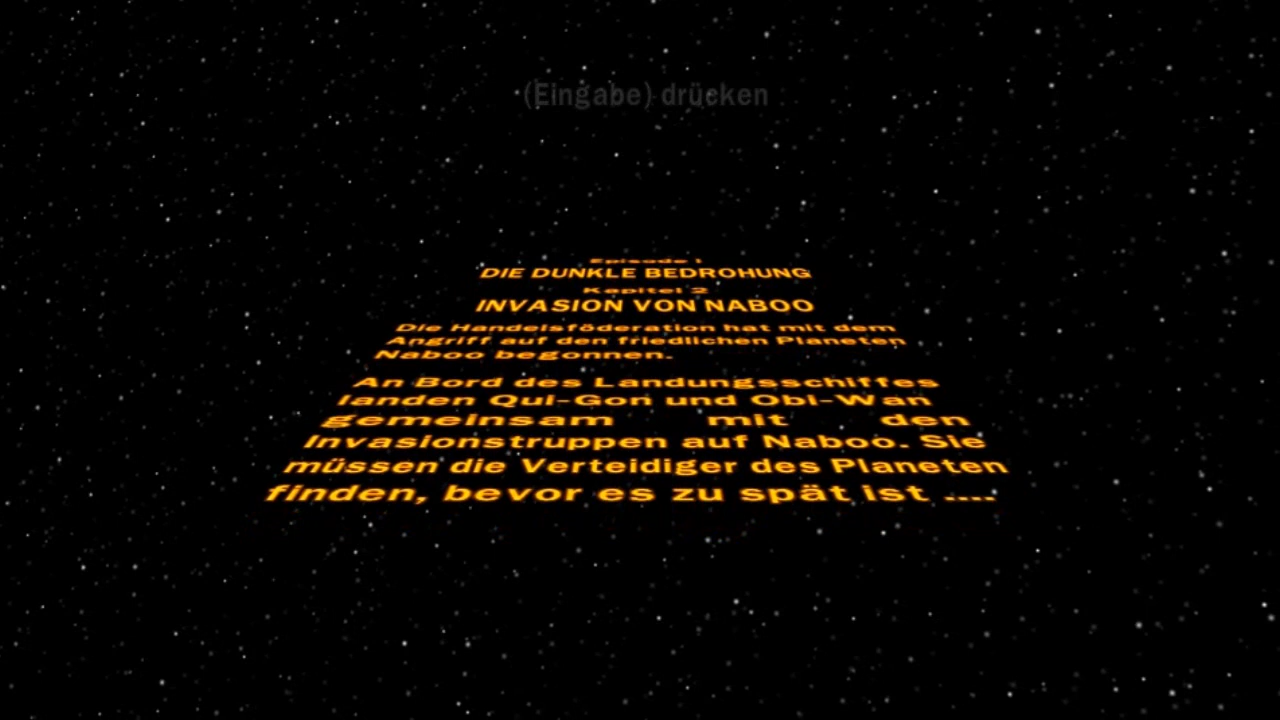 (Eingabe) drücken
Episode I
DIE DUNKLE BEDROHUNG
Kapitel 2
INVASION VON NABOO
Die Handelsföderation hat mit dem
Angriff auf den friedlichen Planeten
Naboo begonnen.
An Bord des Landungsschiffes
landen Qui-Gon und Obi-Wan
gemeinsam mit den
Invasionstruppen auf Naboo. Sie
müssen die Verteidiger des Planeten
finden, bevor es zu spät ist ....